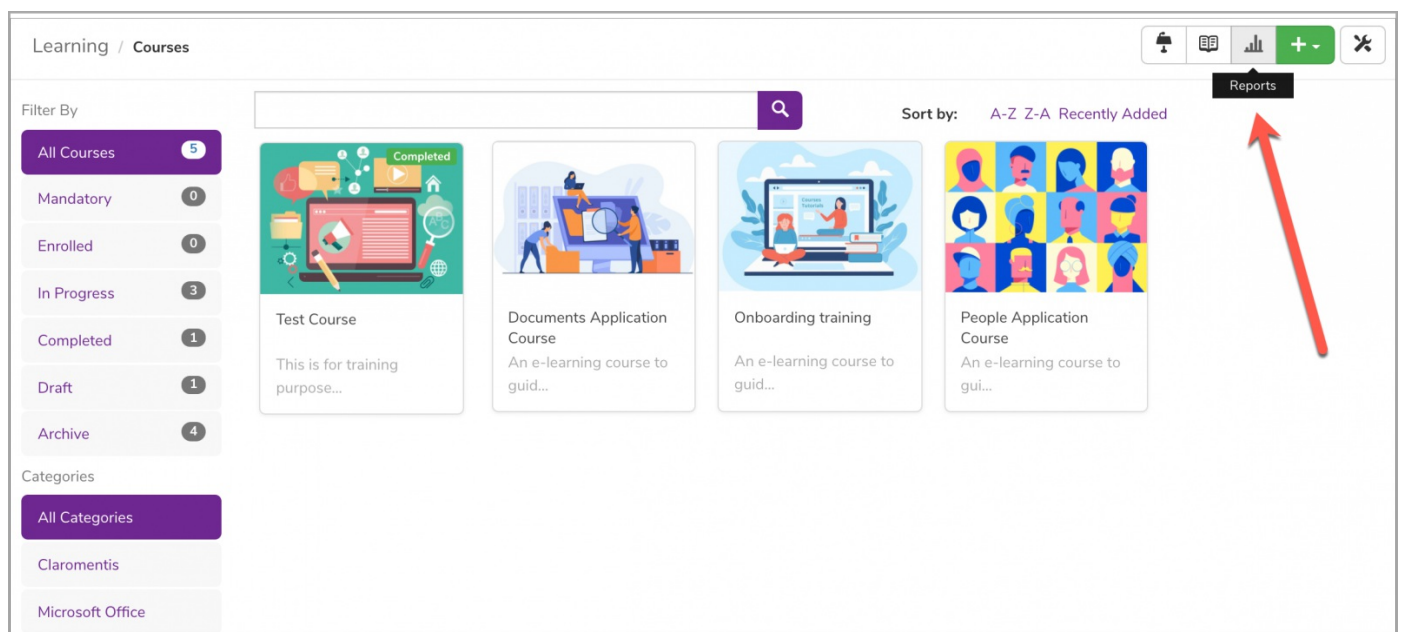 Learning / Courses
+
Reports
Filter By
Sort by: A-Z Z-A Recently Added
All Courses 5
Mandatory 0
Enrolled 0
In Progress 3
Completed 1
Draft 1
Archive 4
Categories
All Categories
Claromentis
Microsoft Office
Completed
Test Course
This is for training
purpose...
Documents Application
Course
An e-learning course to
guid...
Courses
Tutorials
Onboarding training
An e-learning course to
guid...
People Application
Course
An e-learning course to
gui...